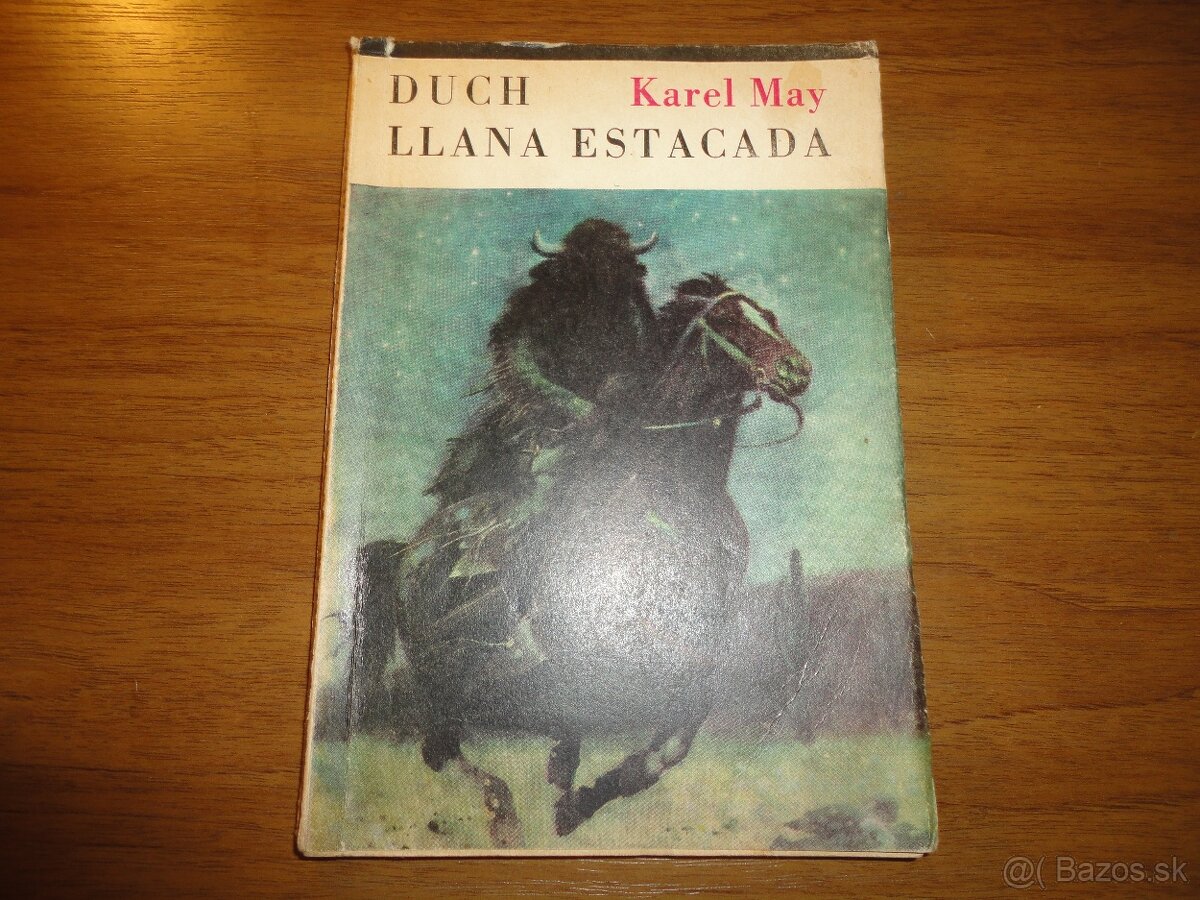 DUCH Karel May
LLANA ESTACADA
@( Bazos.sk